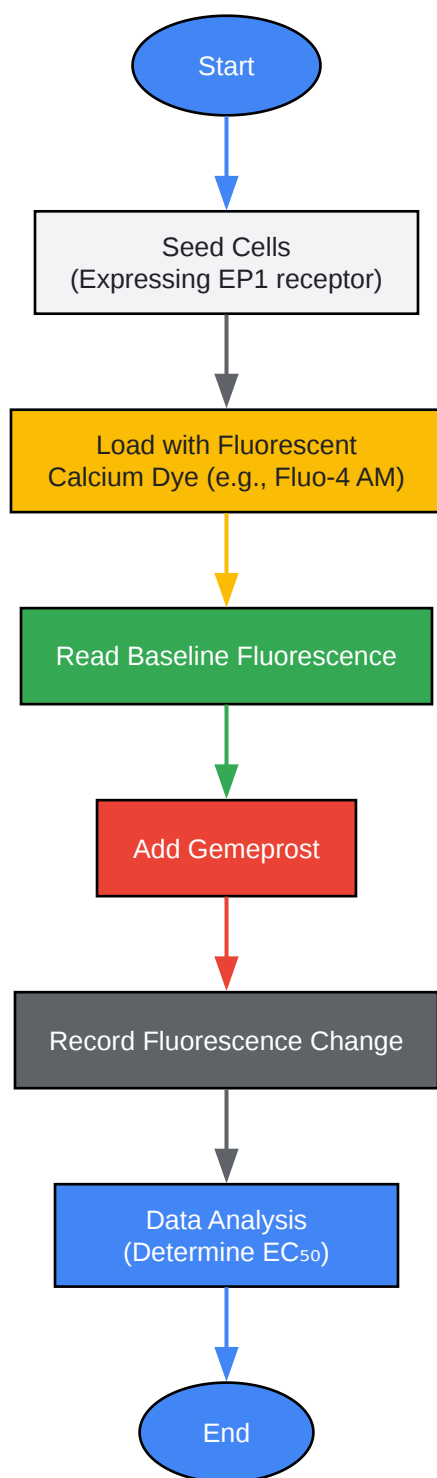 Start
Seed Cells
(Expressing EP1 receptor)
Load with Fluorescent
Calcium Dye (e.g., Fluo-4 AM)
Read Baseline Fluorescence
Add Gemeprost
Record Fluorescence Change
Data Analysis
(Determine EC₅₀)
End